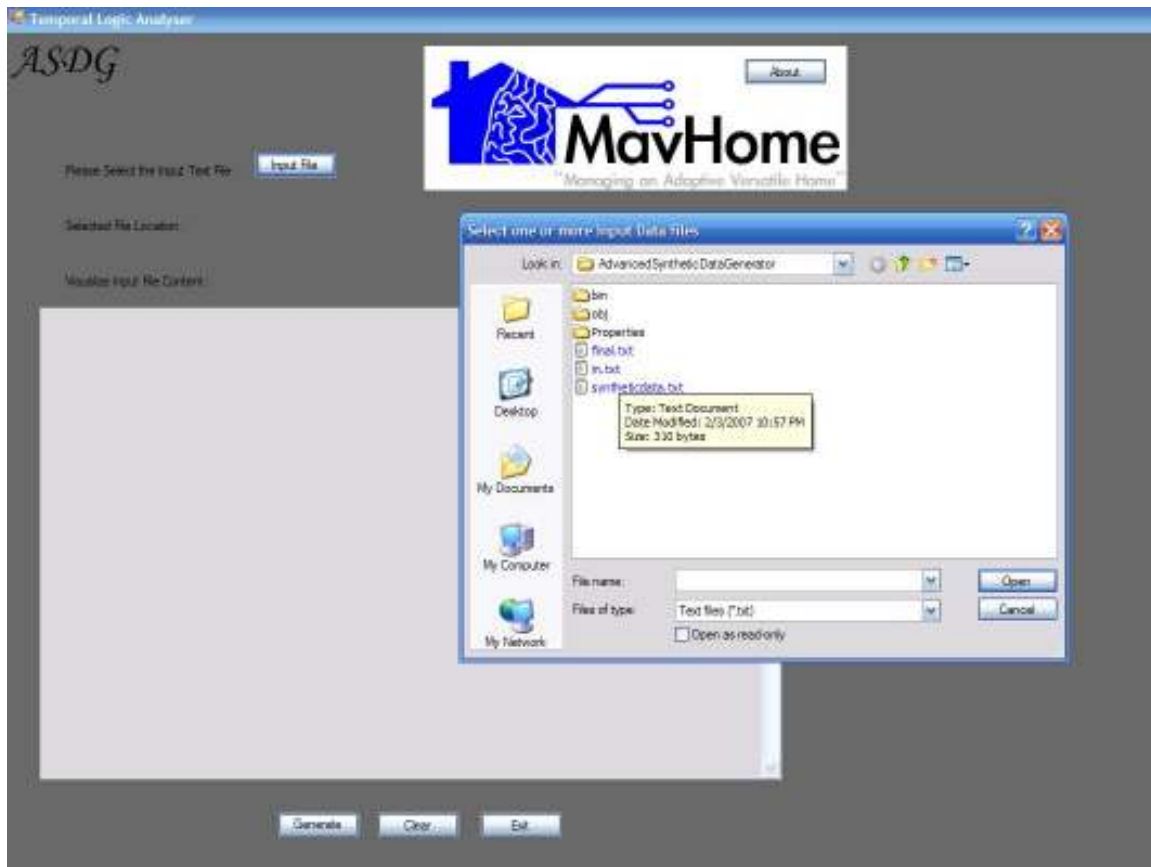 Temporal Logic Analyser
ASDG
About
MavHome
"Managing an Adaptive Versatile Home"
Please Select the Input Text File
Input File
Selected File Location:
Visualise Input File Content:
Select one or more Input Data Files
Look in:
AdvancedSyntheticDataGenerator
bin
obj
Properties
final.txt
in.txt
syntheticdata.txt
Type: Text Document
Date Modified: 2/3/2007 10:57 PM
Size: 310 bytes
Recent
Desktop
My Documents
My Computer
My Network
File name:
Open
Files of type:
Text files (*.txt)
Cancel
Open as read-only
Generate
Clear
Exit